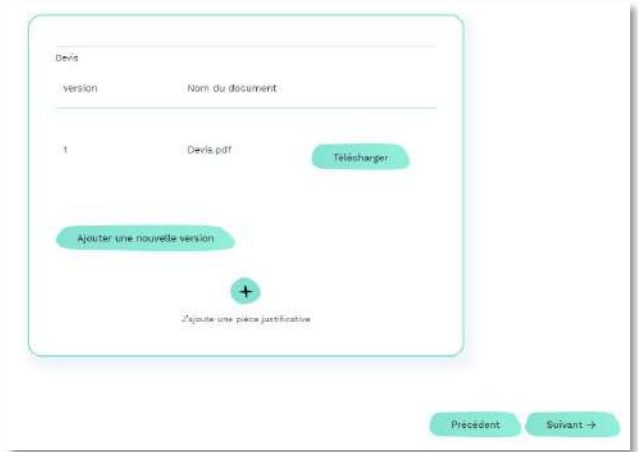 Devis
version Nom du document
1 Devis.pdf Télécharger
Ajouter une nouvelle version
+
J'ajoute une pièce justificative
Précédent Suivant →